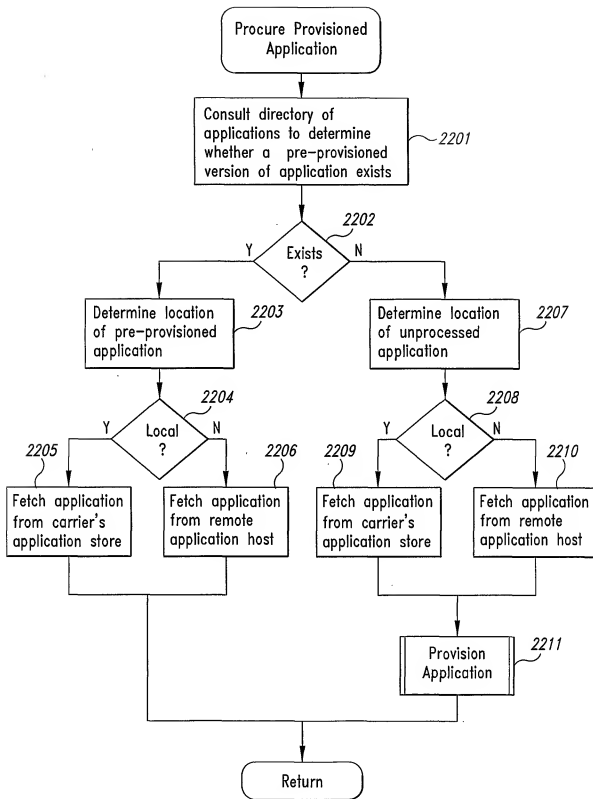 Procure Provisioned
Application
Consult directory of
applications to determine
whether a pre-provisioned
version of application exists
2201
2202
Y
Exists
?
N
Determine location
of pre-provisioned
application
2203
Determine location
of unprocessed
application
2207
2204
Y
Local
?
N
2208
Y
Local
?
N
2205
Fetch application
from carrier's
application store
2206
Fetch application
from remote
application host
2209
Fetch application
from carrier's
application store
2210
Fetch application
from remote
application host
Provision
Application
2211
Return